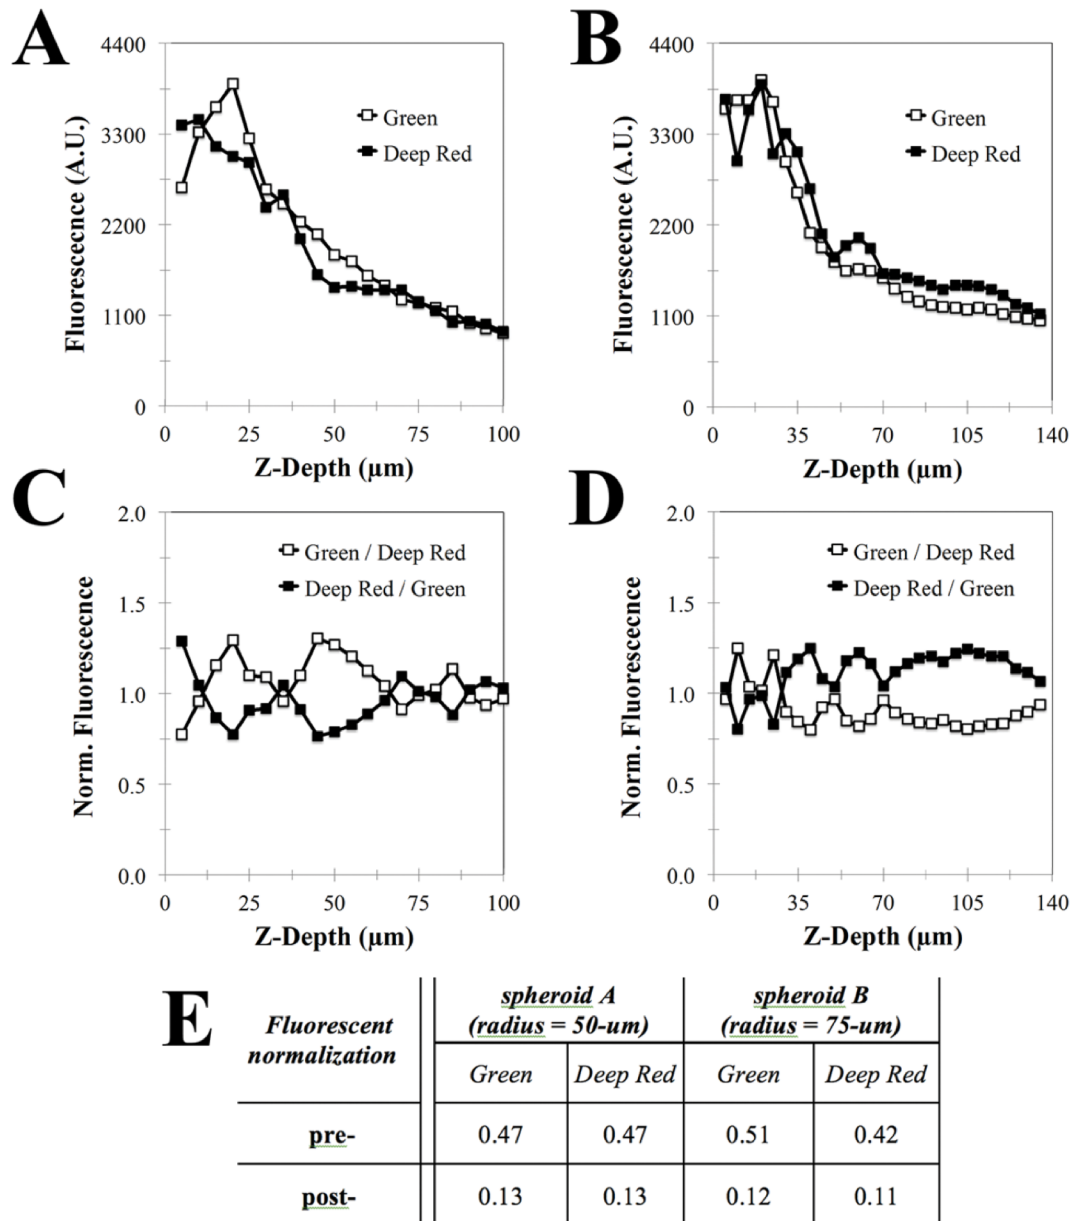 A
B
4400
3300
2200
1100
0
Fluorescecnce (A.U.)
Green
Deep Red
0 25 50 75 100
Z-Depth (µm)
4400
3300
2200
1100
0
Fluorescecnce (A.U.)
Green
Deep Red
0 35 70 105 140
Z-Depth (µm)
C
D
2.0
1.5
1.0
0.5
0.0
Norm. Fluorescecnce
Green / Deep Red
Deep Red / Green
0 25 50 75 100
Z-Depth (µm)
2.0
1.5
1.0
0.5
0.0
Norm. Fluorescecnce
Green / Deep Red
Deep Red / Green
0 35 70 105 140
Z-Depth (µm)
E
Fluorescent
normalization
spheroid A
(radius = 50-um)
spheroid B
(radius = 75-um)
Green Deep Red Green Deep Red
pre- 0.47 0.47 0.51 0.42
post- 0.13 0.13 0.12 0.11